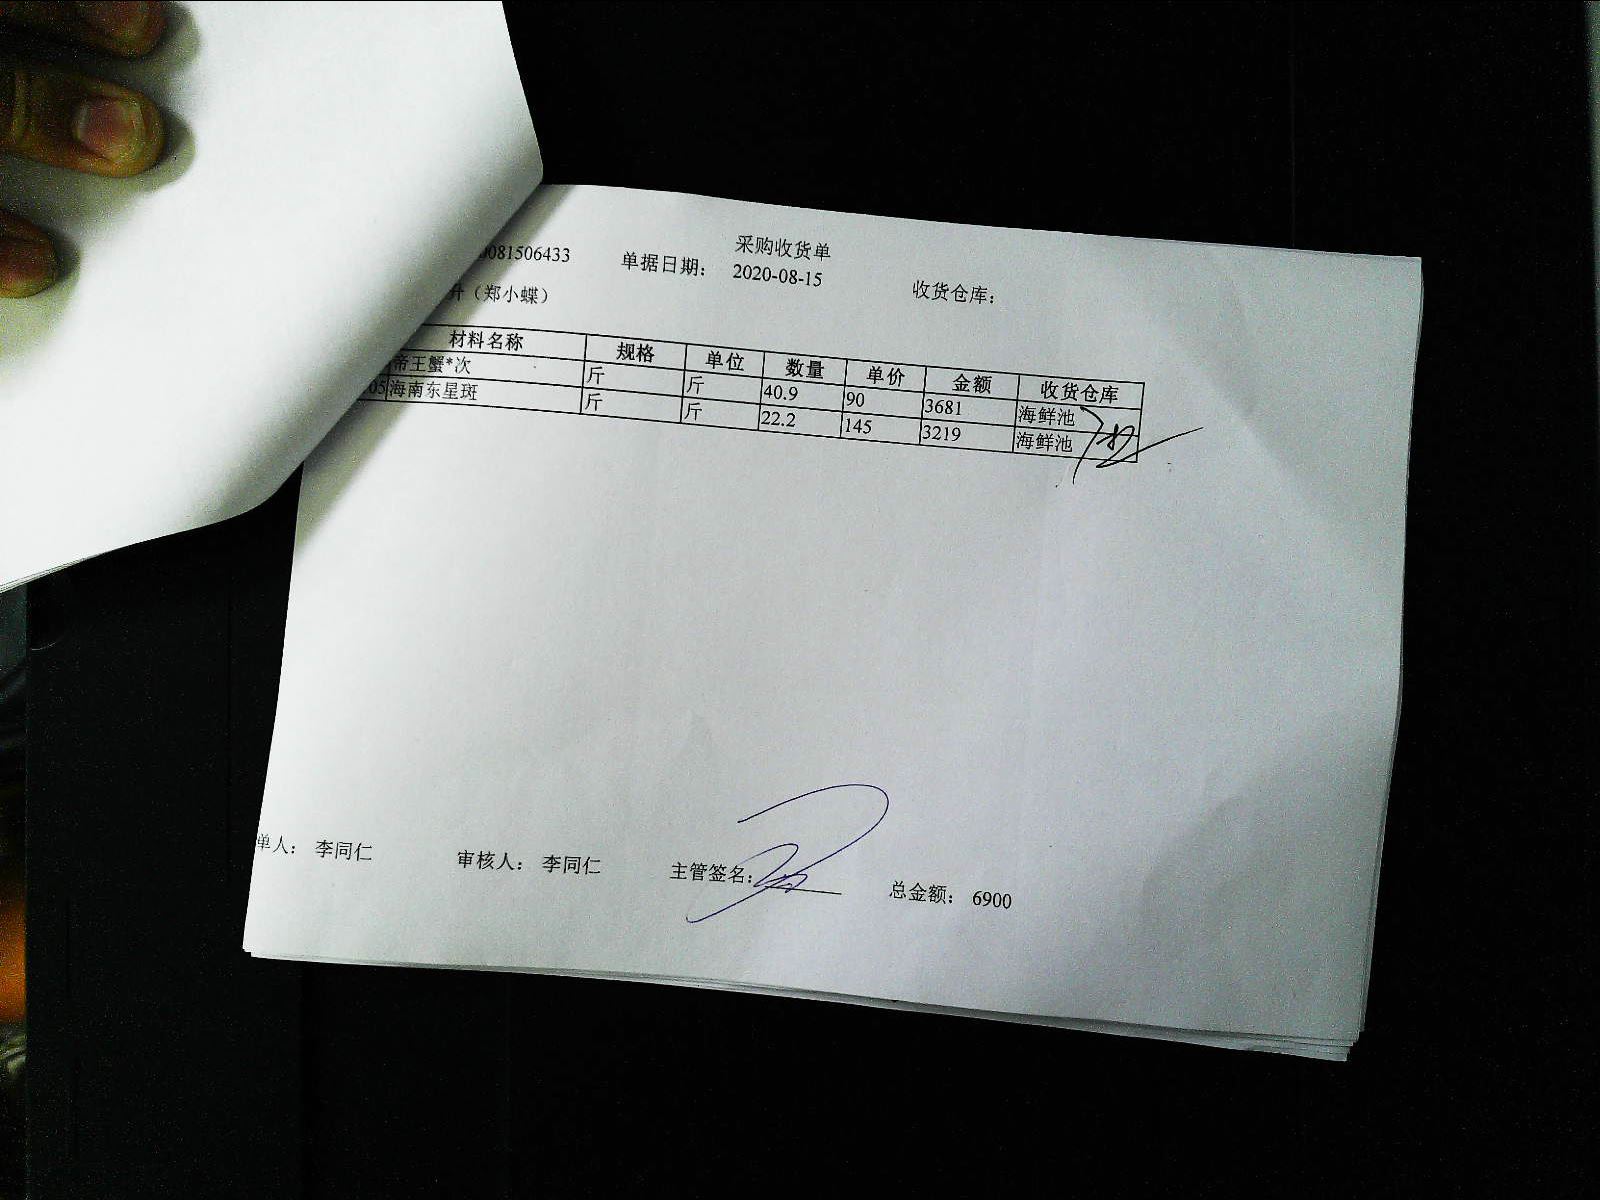 采购收货单
0081506433 单据日期： 2020-08-15 收货仓库：
升（郑小蝶）
材料名称 规格 单位 数量 单价 金额 收货仓库
帝王蟹*次 斤 斤 40.9 90 3681 海鲜池
05 海南东星斑 斤 斤 22.2 145 3219 海鲜池
单人： 李同仁 审核人： 李同仁 主管签名： 总金额： 6900